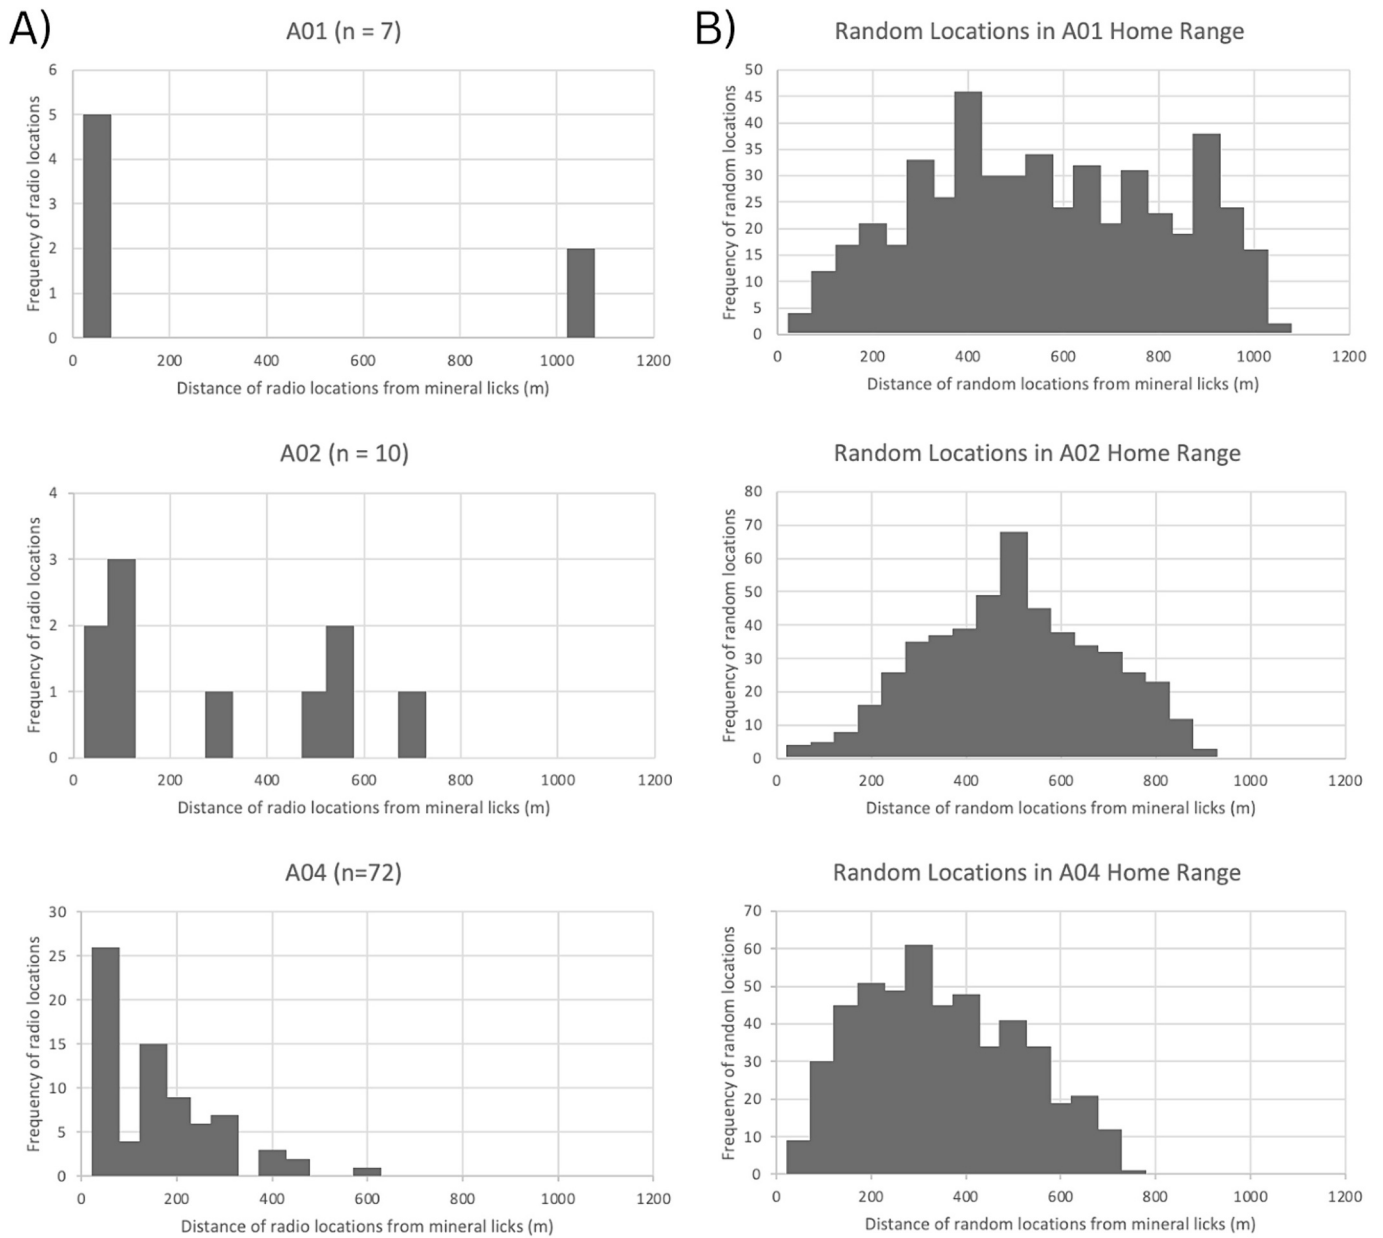 A)
A01 (n = 7)
Frequency of radio locations
6
5
4
3
2
1
0
0 200 400 600 800 1000 1200
Distance of radio locations from mineral licks (m)
B)
Random Locations in A01 Home Range
Frequency of random locations
50
45
40
35
30
25
20
15
10
5
0
0 200 400 600 800 1000 1200
Distance of random locations from mineral licks (m)
A02 (n = 10)
Frequency of radio locations
4
3
2
1
0
0 200 400 600 800 1000 1200
Distance of radio locations from mineral licks (m)
Random Locations in A02 Home Range
Frequency of random locations
80
70
60
50
40
30
20
10
0
0 200 400 600 800 1000 1200
Distance of random locations from mineral licks (m)
A04 (n=72)
Frequency of radio locations
30
25
20
15
10
5
0
0 200 400 600 800 1000 1200
Distance of radio locations from mineral licks (m)
Random Locations in A04 Home Range
Frequency of random locations
70
60
50
40
30
20
10
0
0 200 400 600 800 1000 1200
Distance of random locations from mineral licks (m)